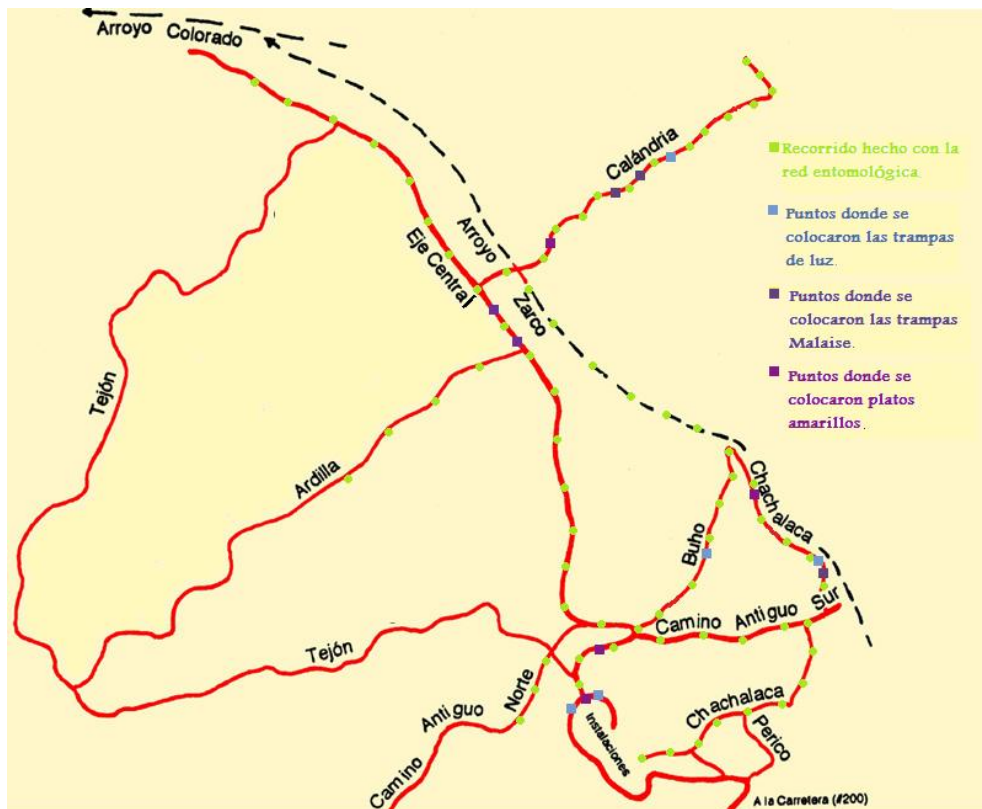 Arroyo Colorado
Calándria
Recorrido hecho con la
red entomológica.
Puntos donde se
colocaron las trampas
de luz.
Puntos donde se
colocaron las trampas
Malaise.
Puntos donde se
colocaron platos
amarillos.
Arroyo Zarco
Eje Central
Tejón
Ardilla
Chachalaca
Buho
Camino Antiguo Sur
Tejón
Camino Antiguo Norte
Instalaciones
Chachalaca
Perico
A la Carretera (#200)